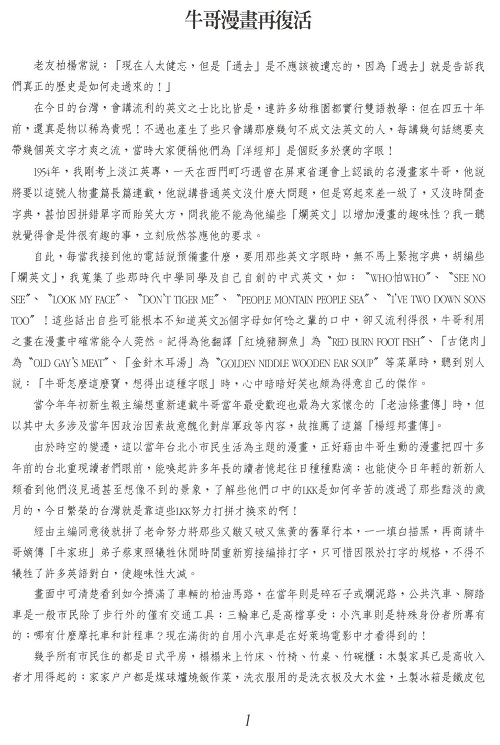 牛哥漫畫再復活
老友柏楊常說：「現在人太健忘，但是「過去」是不應該被遺忘的，因為「過去」就是告訴我
們真正的歷史是如何走過來的！」
在今日的台灣，會講流利的英文之士比比皆是，連許多幼稚園都實行雙語教學；但在四五十年
前，還真是物以稀為貴呢！不過也產生了些只會講那麼幾句不成文法英文的人，每講幾句話總要夾
帶幾個英文字才爽之流，當時大家便稱他們為「洋經邦」是個貶多於褒的字眼！
1954年，我剛考上淡江英專，一天在西門町巧遇曾在屏東省運會上認識的名漫畫家牛哥，他說
將要以這號人物畫篇長篇連載，他說講普通英文沒什麼大問題，但是寫起來差一級了，又沒時間查
字典，甚怕因拼錯單字而貽笑大方，問我能不能為他編些「爛英文」以增加漫畫的趣味性？我一聽
就覺得會是件很有趣的事，立刻欣然答應他的要求。
自此，每當我接到他的電話說預備畫什麼，要用那些英文字眼時，無不馬上緊抱字典，胡編些
「爛英文」，我蒐集了些那時代中學同學及自己自創的中式英文，如：〝WHO怕WHO〞、〝SEE NO
SEE〞、〝LOOK MY FACE〞、〝DON'T TIGER ME〞、〝PEOPLE MONTAIN PEOPLE SEA〞、〝I'VE TWO DOWN SONS
TOO〞！這些話出自些可能根本不知道英文26個字母如何唸之輩的口中，卻又流利得很，牛哥利用
之畫在漫畫中確常能令人莞然。記得為他翻譯「紅燒豬腳魚」為〝RED BURN FOOT FISH〞、「古佬肉」
為〝OLD GAY'S MEAT〞、「金針木耳湯」為〝GOLDEN NIDDLE WOODEN EAR SOUP〞等菜單時，聽到別人
說：「牛哥怎麼這麼寶，想得出這種字眼」時，心中暗暗好笑也頗為得意自己的傑作。
當今年年初新生報主編想重新連載牛哥當年最受歡迎也最為大家懷念的「老油條畫傳」時，但
以其中太多涉及當年因政治因素故意醜化對岸軍政等內容，故推薦了這篇「楊經邦畫傳」。
由於時空的變遷，這以當年台北小市民生活為主題的漫畫，正好藉由牛哥生動的漫畫把四十多
年前的台北重現讀者們眼前，能喚起許多年長的讀者憶起往日種種點滴；也能使今日年輕的新新人
類看到他們沒見過甚至想像不到的景象，了解些他們口中的LKK是如何辛苦的渡過了那些黯淡的歲
月的，今日繁榮的台灣就是靠這些LKK努力打拼才換來的啊！
經由主編同意後就拼了老命努力將那些又皺又破又焦黃的舊單行本，一一填白描黑，再商請牛
哥嫡傳「牛家班」弟子蔡東照犧牲休閒時間重新剪接編排打字，只可惜因限於打字的規格，不得不
犧牲了許多英語對白，使趣味性大減。
畫面中可清楚看到如今擠滿了車輛的柏油馬路，在當年則是碎石子或爛泥路，公共汽車、腳踏
車是一般市民除了步行外的僅有交通工具；三輪車已是高檔享受；小汽車則是特殊身份者所專有
的；哪有什麼摩托車和計程車？現在滿街的自用小汽車是在好萊塢電影中才看得到的！
幾乎所有市民住的都是日式平房，榻榻米上竹床、竹椅、竹桌、竹碗櫃；木製家具已是高收入
者才用得起的；家家戶戶都是煤球爐燒飯作菜，洗衣服用的是洗衣板及大木盆，土製冰箱是鐵皮包
1